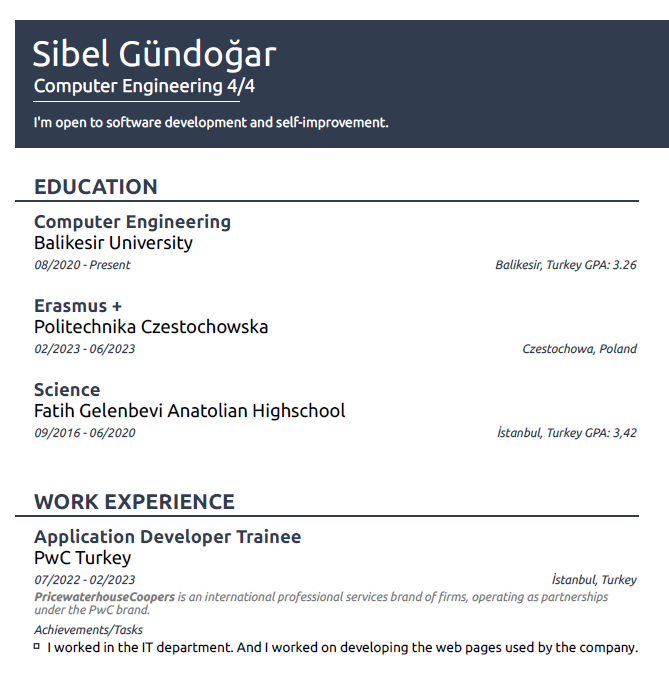 Sibel Gündoğar
Computer Engineering 4/4
I'm open to software development and self-improvement.
EDUCATION
Computer Engineering
Balikesir University
08/2020 - Present
Balikesir, Turkey GPA: 3.26
Erasmus +
Politechnika Czestochowska
02/2023 - 06/2023
Czestochowa, Poland
Science
Fatih Gelenbevi Anatolian Highschool
09/2016 - 06/2020
İstanbul, Turkey GPA: 3,42
WORK EXPERIENCE
Application Developer Trainee
PwC Turkey
07/2022 - 02/2023
İstanbul, Turkey
PricewaterhouseCoopers is an international professional services brand of firms, operating as partnerships
under the PwC brand.
Achievements/Tasks
I worked in the IT department. And I worked on developing the web pages used by the company.